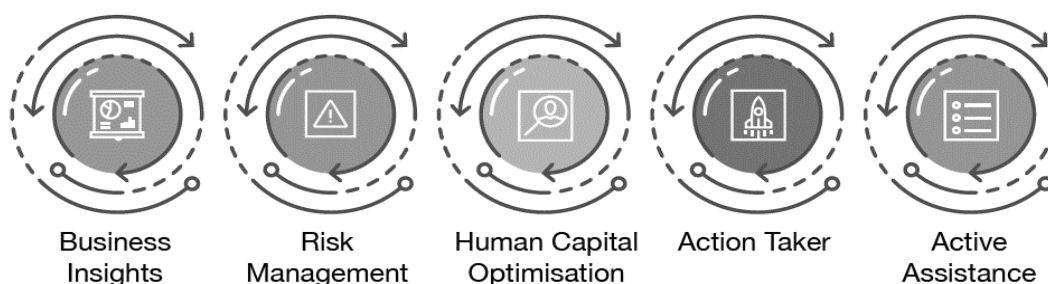 Business
Insights
Risk
Management
Human Capital
Optimisation
Action Taker
Active
Assistance